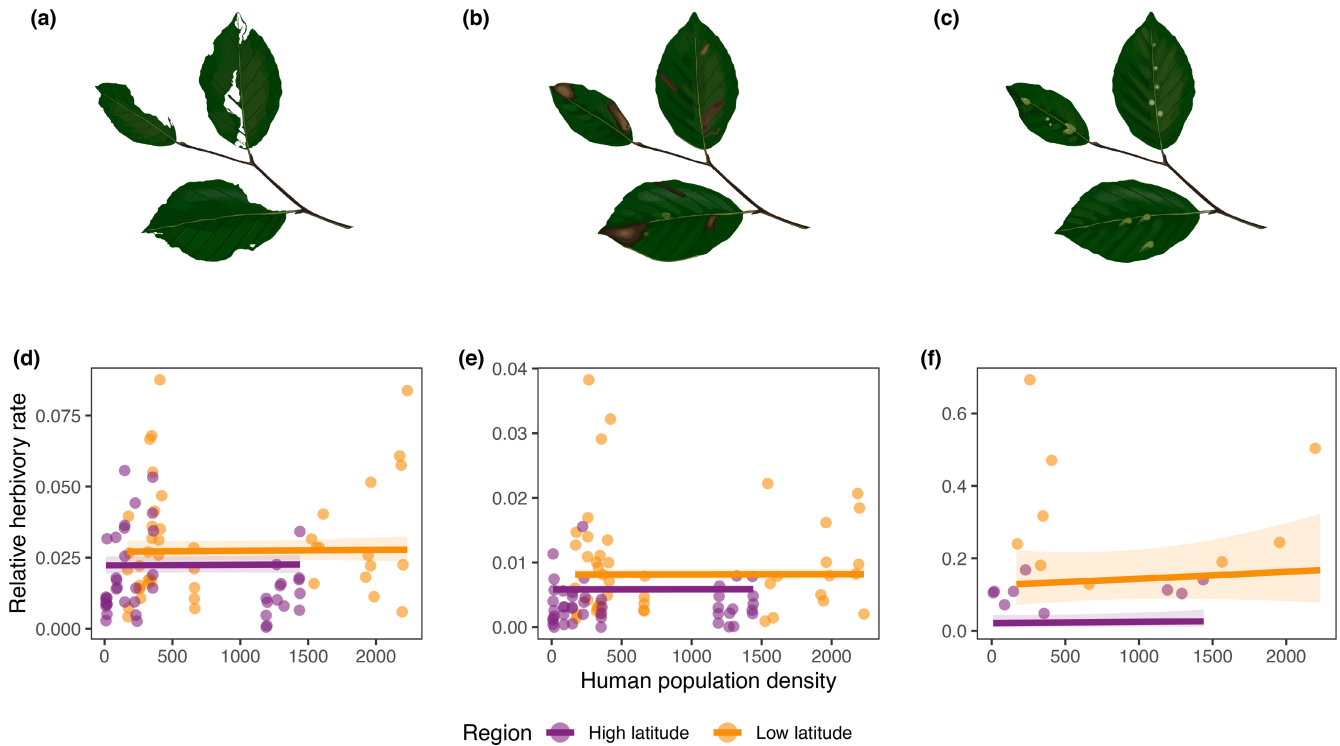 (a) (b) (c)
(d) (e) (f)
Relative herbivory rate
0.075
0.050
0.025
0.000
0 500 1000 1500 2000
0.04
0.03
0.02
0.01
0.00
0 500 1000 1500 2000
0.6
0.4
0.2
0.0
0 500 1000 1500 2000
Human population density
Region High latitude Low latitude